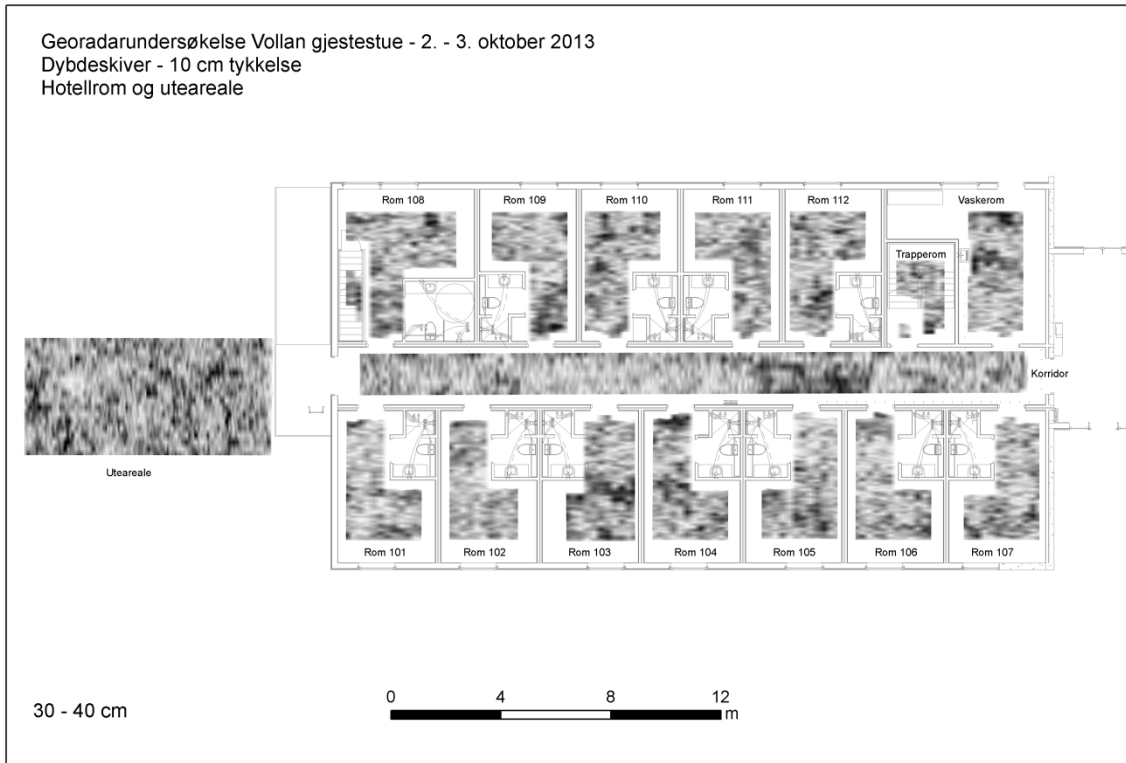 Georadarundersøkelse Vollan gjestestue - 2. - 3. oktober 2013
Dybdeskiver - 10 cm tykkelse
Hotellrom og uteareale
Rom 108
Rom 109
Rom 110
Rom 111
Rom 112
Vaskerom
Trapperom
Korridor
Uteareale
Rom 101
Rom 102
Rom 103
Rom 104
Rom 105
Rom 106
Rom 107
30 - 40 cm
0 4 8 12
m